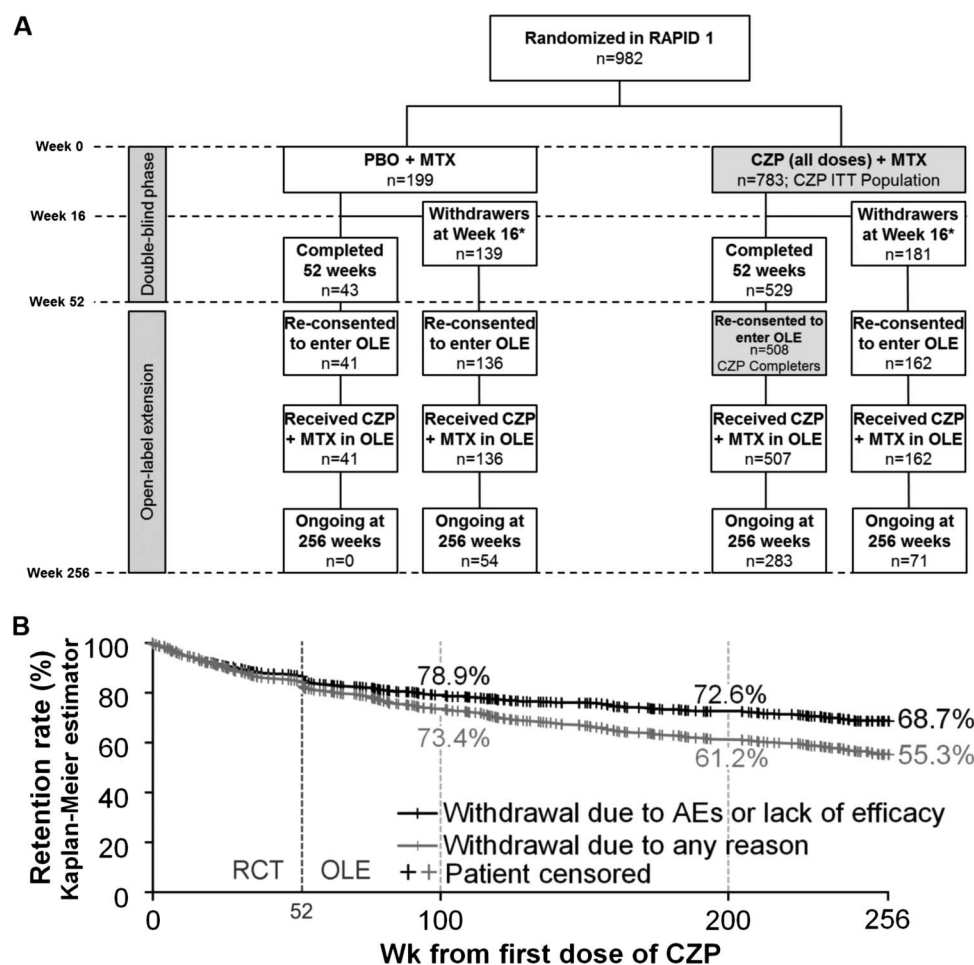 A
Randomized in RAPID 1
n=982
Week 0
PBO + MTX
n=199
CZP (all doses) + MTX
n=783; CZP ITT Population
Double-blind phase
Week 16
Withdrawers
at Week 16*
n=139
Withdrawers
at Week 16*
n=181
Completed
52 weeks
n=43
Completed
52 weeks
n=529
Week 52
Open-label extension
Re-consented
to enter OLE
n=41
Re-consented
to enter OLE
n=136
Re-consented to
enter OLE
n=508
CZP Completers
Re-consented
to enter OLE
n=162
Received CZP
+ MTX in OLE
n=41
Received CZP
+ MTX in OLE
n=136
Received CZP
+ MTX in OLE
n=507
Received CZP
+ MTX in OLE
n=162
Ongoing at
256 weeks
n=0
Ongoing at
256 weeks
n=54
Ongoing at
256 weeks
n=283
Ongoing at
256 weeks
n=71
Week 256
B
Retention rate (%)
Kaplan-Meier estimator
100
80
60
40
20
0
78.9%
72.6%
68.7%
73.4%
61.2%
55.3%
Withdrawal due to AEs or lack of efficacy
Withdrawal due to any reason
Patient censored
RCT
OLE
0
52
100
200
256
Wk from first dose of CZP